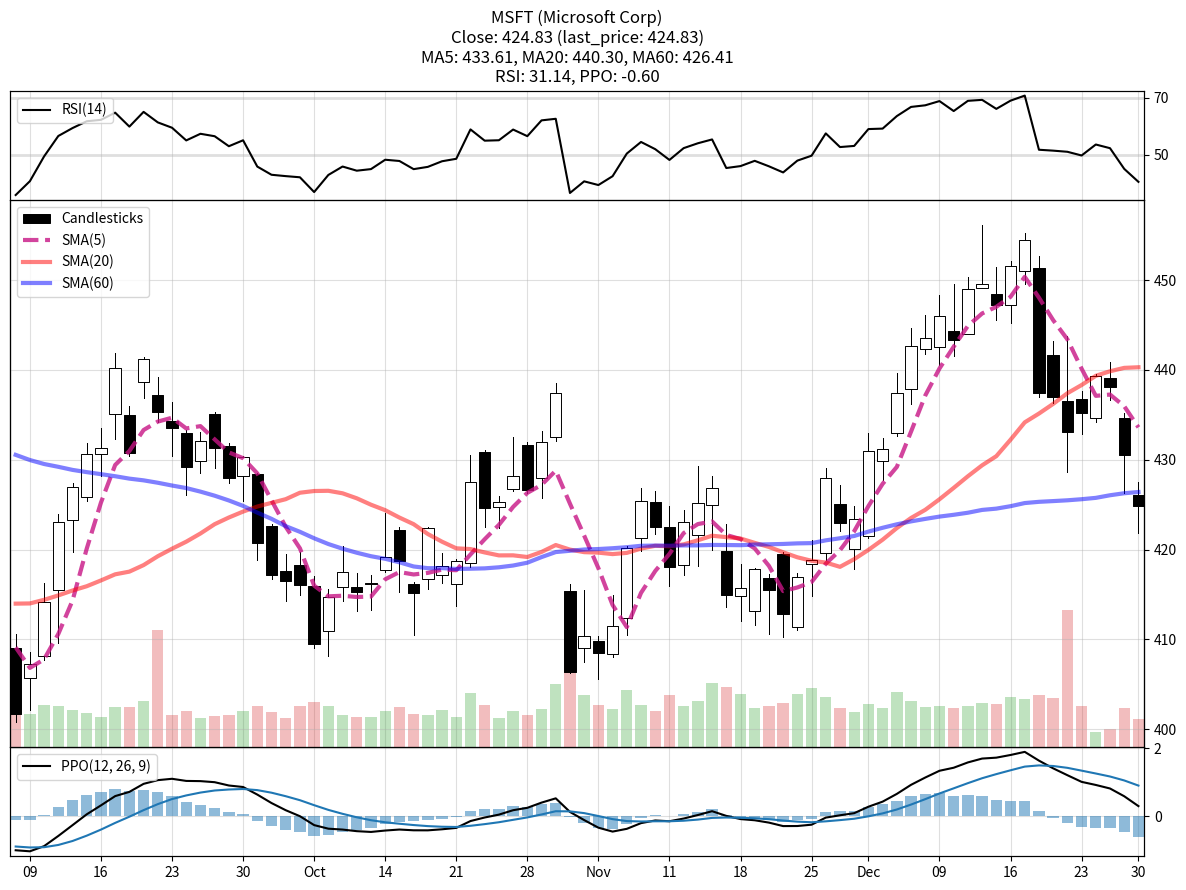 MSFT (Microsoft Corp)
Close: 424.83 (last_price: 424.83)
MA5: 433.61, MA20: 440.30, MA60: 426.41
RSI: 31.14, PPO: -0.60
RSI(14)
70
50
Candlesticks
SMA(5)
SMA(20)
SMA(60)
450
440
430
420
410
400
PPO(12, 26, 9)
2
0
09 16 23 30 Oct 14 21 28 Nov 11 18 25 Dec 09 16 23 30